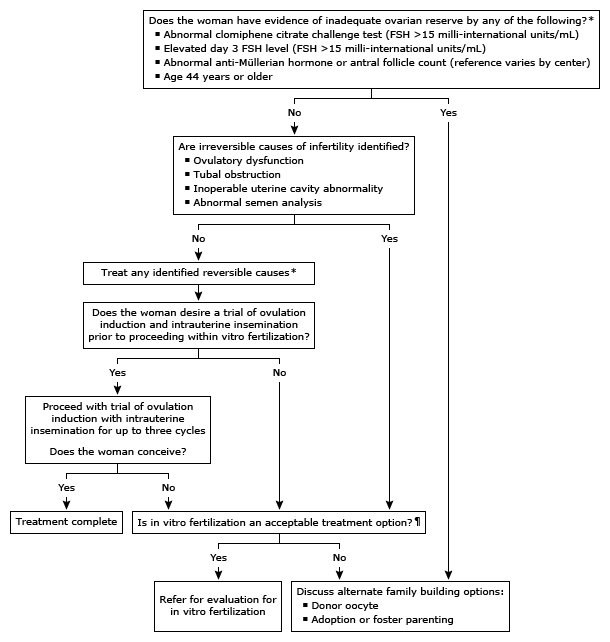 Does the woman have evidence of inadequate ovarian reserve by any of the following?*
▪ Abnormal clomiphene citrate challenge test (FSH >15 milli-international units/mL)
▪ Elevated day 3 FSH level (FSH >15 milli-international units/mL)
▪ Abnormal anti-Müllerian hormone or antral follicle count (reference varies by center)
▪ Age 44 years or older
No
Yes
Are irreversible causes of infertility identified?
▪ Ovulatory dysfunction
▪ Tubal obstruction
▪ Inoperable uterine cavity abnormality
▪ Abnormal semen analysis
No
Yes
Treat any identified reversible causes*
Does the woman desire a trial of ovulation
induction and intrauterine insemination
prior to proceeding within vitro fertilization?
Yes
No
Proceed with trial of ovulation
induction with intrauterine
insemination for up to three cycles
Does the woman conceive?
Yes
No
Treatment complete
Is in vitro fertilization an acceptable treatment option?¶
Yes
No
Refer for evaluation for
in vitro fertilization
Discuss alternate family building options:
▪ Donor oocyte
▪ Adoption or foster parenting